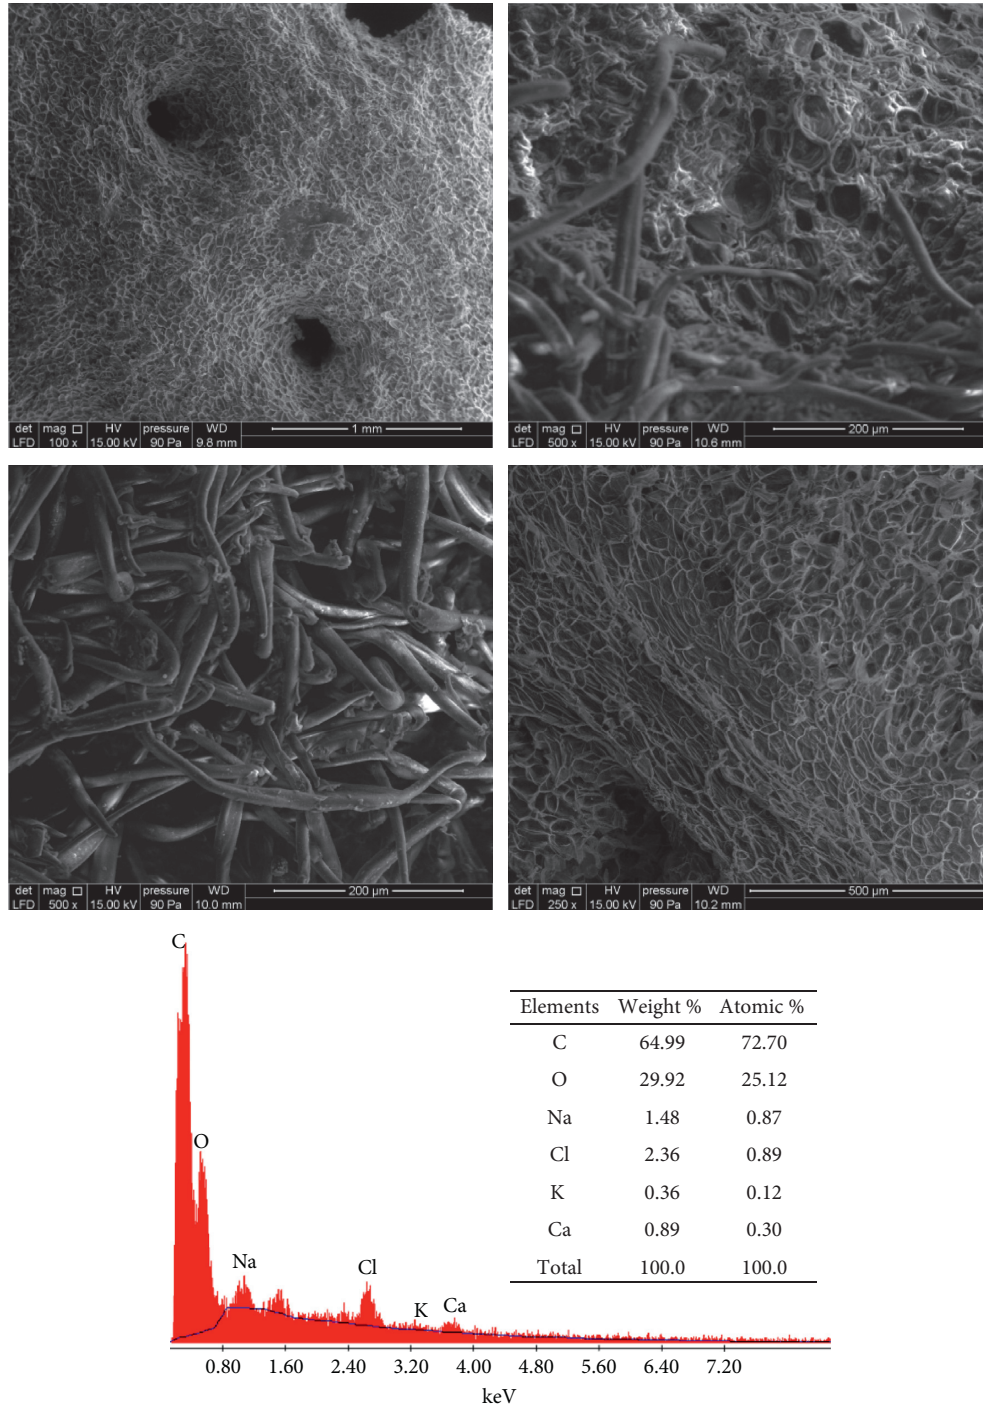 det mag □ HV pressure WD
LFD 100 x 15.00 kV 90 Pa 9.8 mm 1 mm
det mag □ HV pressure WD
LFD 500 x 15.00 kV 90 Pa 10.6 mm 200 µm
det mag □ HV pressure WD
LFD 500 x 15.00 kV 90 Pa 10.0 mm 200 µm
det mag □ HV pressure WD
LFD 250 x 15.00 kV 90 Pa 10.2 mm 500 µm
C
O
Na
Cl
K
Ca
0.80 1.60 2.40 3.20 4.00 4.80 5.60 6.40 7.20
keV
Elements Weight % Atomic %
C 64.99 72.70
O 29.92 25.12
Na 1.48 0.87
Cl 2.36 0.89
K 0.36 0.12
Ca 0.89 0.30
Total 100.0 100.0